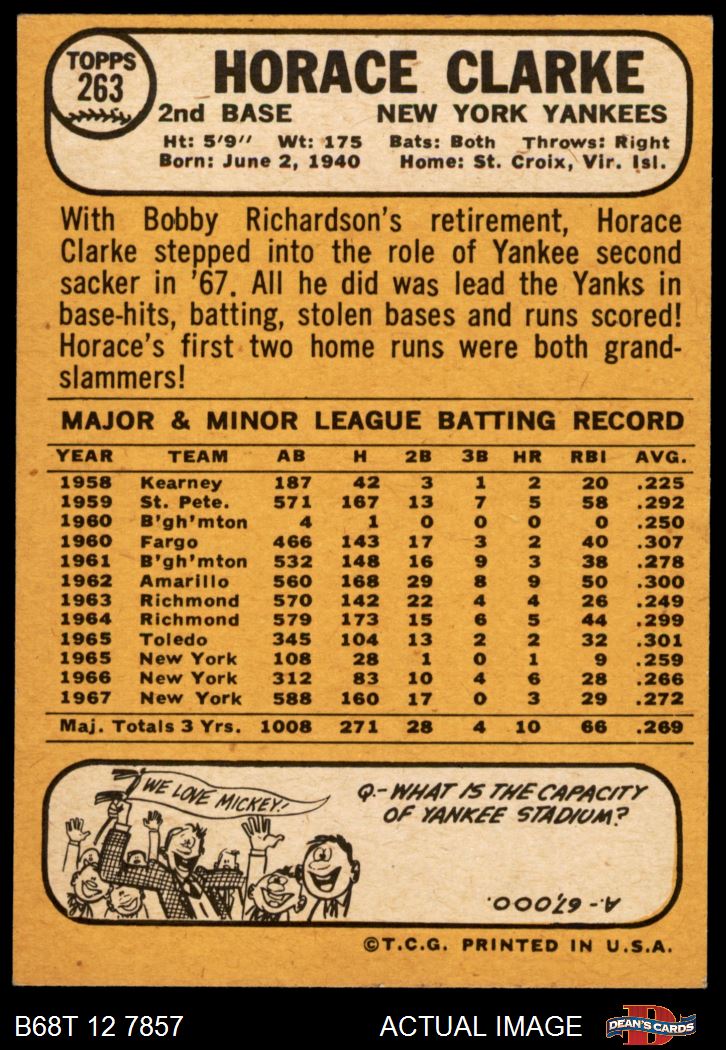 TOPPS
263
HORACE CLARKE
2nd BASE NEW YORK YANKEES
Ht: 5'9" Wt: 175 Bats: Both Throws: Right
Born: June 2, 1940 Home: St. Croix, Vir. Isl.
With Bobby Richardson's retirement, Horace
Clarke stepped into the role of Yankee second
sacker in '67. All he did was lead the Yanks in
base-hits, batting, stolen bases and runs scored!
Horace's first two home runs were both grand-
slammers!
MAJOR & MINOR LEAGUE BATTING RECORD
YEAR TEAM AB H 2B 3B HR RBI AVG.
1958 Kearney 187 42 3 1 2 20 .225
1959 St. Pete. 571 167 13 7 5 58 .292
1960 B'gh'mton 4 1 0 0 0 0 .250
1960 Fargo 466 143 17 3 2 40 .307
1961 B'gh'mton 532 148 16 9 3 38 .278
1962 Amarillo 560 168 29 8 9 50 .300
1963 Richmond 570 142 22 4 4 26 .249
1964 Richmond 579 173 15 6 5 44 .299
1965 Toledo 345 104 13 2 2 32 .301
1965 New York 108 28 1 0 1 9 .259
1966 New York 312 83 10 4 6 28 .266
1967 New York 588 160 17 0 3 29 .272
Maj. Totals 3 Yrs. 1008 271 28 4 10 66 .269
WE LOVE MICKEY!
Q.- WHAT IS THE CAPACITY
OF YANKEE STADIUM?
A.- 67,000.
©T.C.G. PRINTED IN U.S.A.
B68T 12 7857 ACTUAL IMAGE
D
DEAN'S CARDS